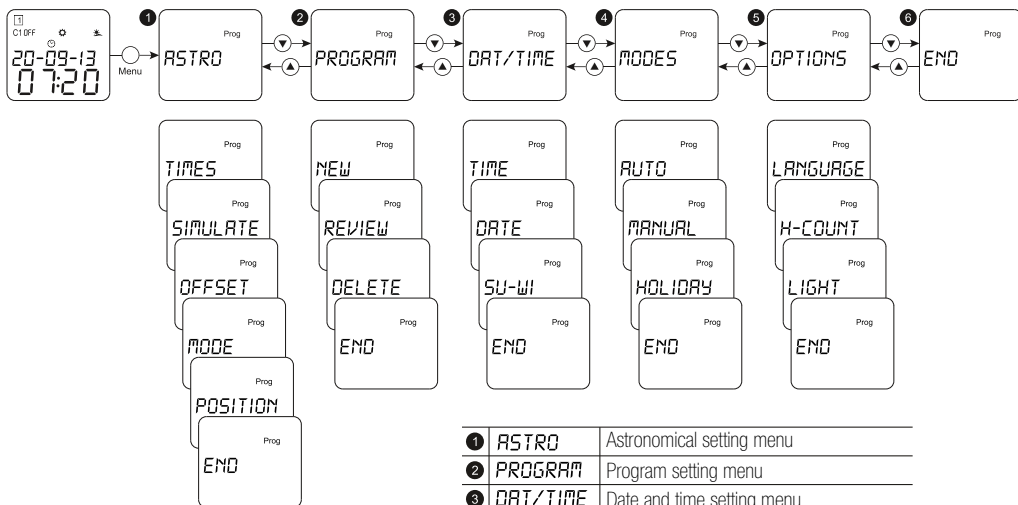 1 2 3 4 5 6
1
C1 OFF
20-09-13
07:20
Menu
Prog Prog Prog Prog Prog Prog
ASTRO PROGRAM DAT/TIME MODES OPTIONS END
Prog Prog Prog Prog Prog
TIMES NEW TIME AUTO LANGUAGE
Prog Prog Prog Prog Prog
SIMULATE REVIEW DATE MANUAL H-COUNT
Prog Prog Prog Prog Prog
OFFSET DELETE SU-WI HOLIDAY LIGHT
Prog Prog Prog Prog Prog
MODE END END END END
Prog
POSITION
Prog
END
1 ASTRO Astronomical setting menu
2 PROGRAM Program setting menu
3 DAT/TIME Date and time setting menu